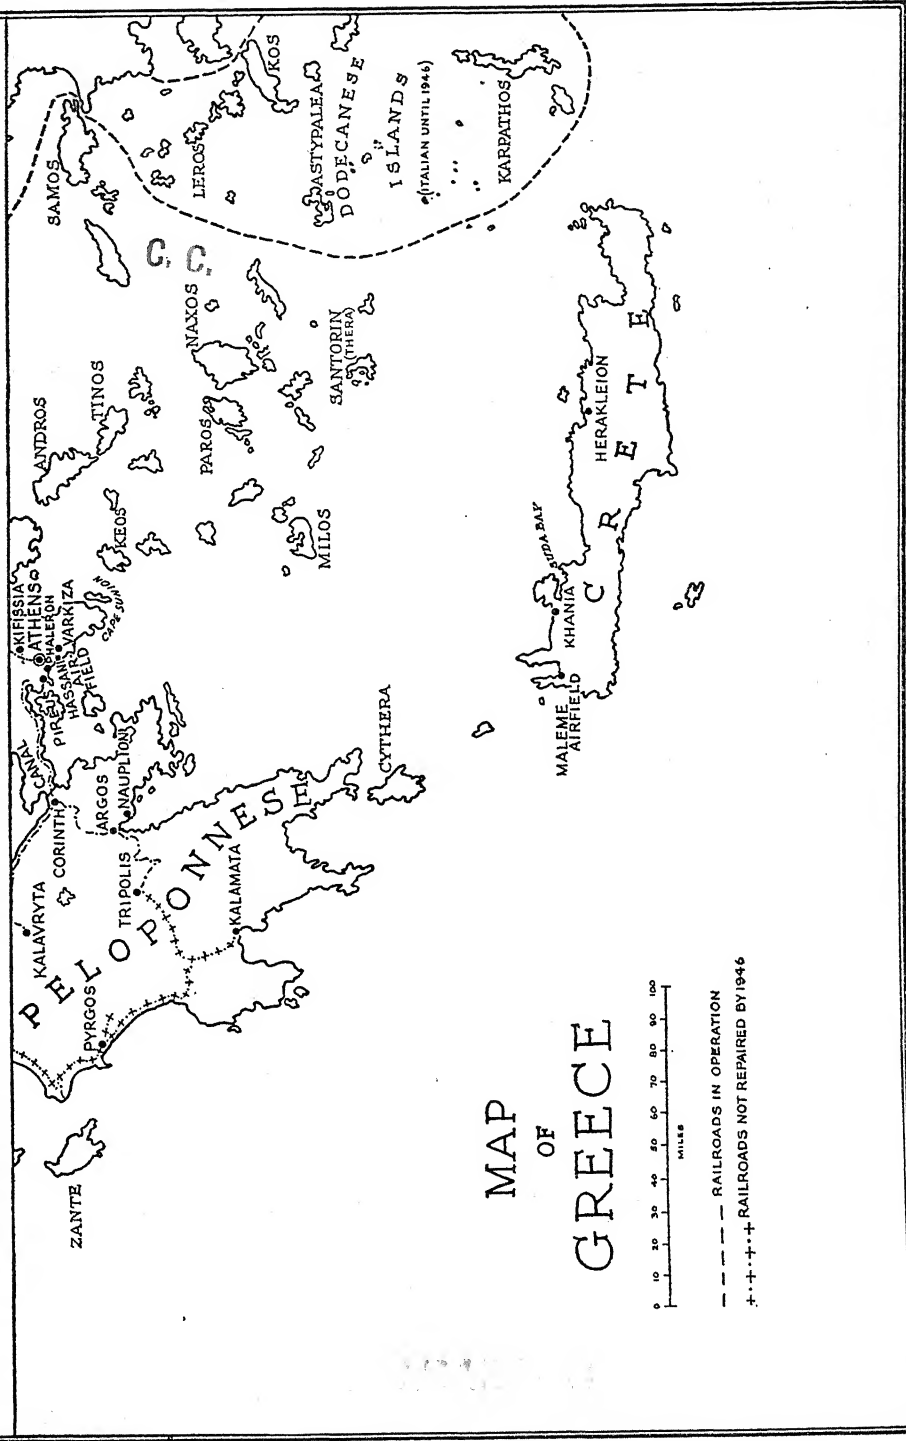 MAP
OF
GREECE
0 10 20 30 40 50 60 70 80 90 100
MILES
RAILROADS IN OPERATION
RAILROADS NOT REPAIRED BY 1946
ZANTE
PELOPONNESE
PYRGOS
KALAVRYTA
TRIPOLIS
KALAMATA
CORINTH
CANAL
ARGOS
NAUPLION
CYTHERA
KIFISSIA
ATHENS
PHALERON
PIREUS
HASSANI
AIR-
FIELD
VARKIZA
CAPE SUNION
KEOS
ANDROS
TINOS
PAROS
NAXOS
MILOS
SANTORIN
(THERA)
C. C.
SAMOS
LEROS
KOS
ASTYPALEA
DODECANESE
ISLANDS
(ITALIAN UNTIL 1946)
KARPATHOS
CRETE
MALEME
AIRFIELD
KHANIA
SUDA BAY
HERAKLEION